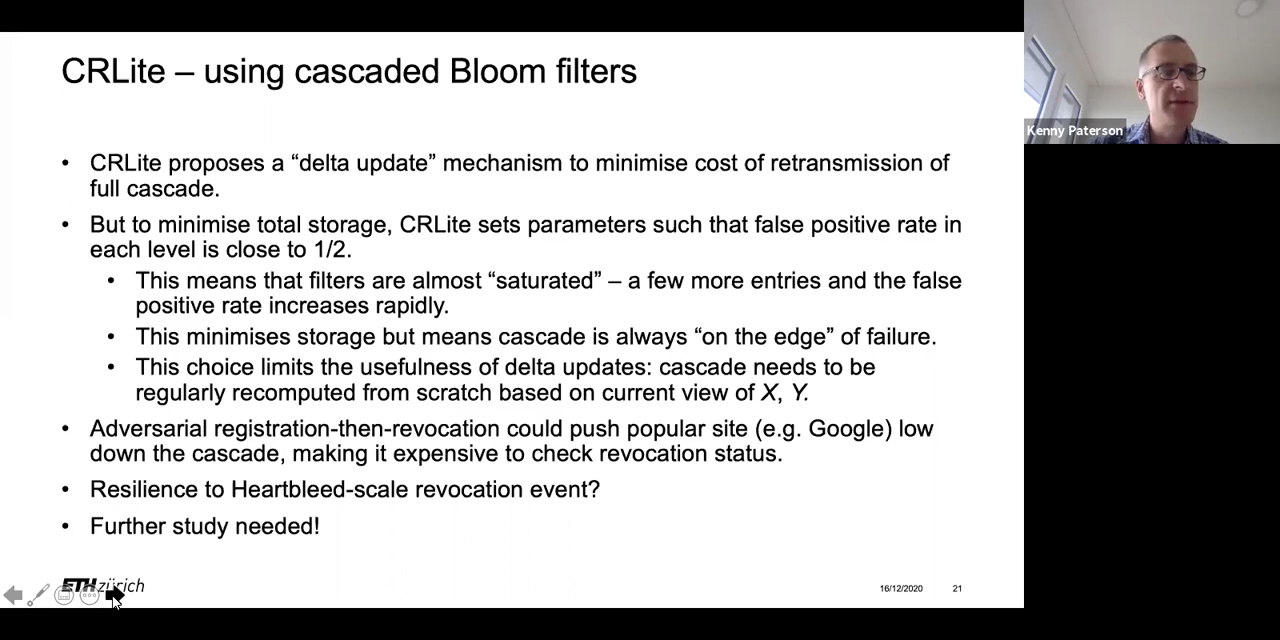 CRLite – using cascaded Bloom filters
Kenny Paterson
• CRLite proposes a “delta update” mechanism to minimise cost of retransmission of
full cascade.
• But to minimise total storage, CRLite sets parameters such that false positive rate in
each level is close to 1/2.
• This means that filters are almost “saturated” – a few more entries and the false
positive rate increases rapidly.
• This minimises storage but means cascade is always “on the edge” of failure.
• This choice limits the usefulness of delta updates: cascade needs to be
regularly recomputed from scratch based on current view of X, Y.
• Adversarial registration-then-revocation could push popular site (e.g. Google) low
down the cascade, making it expensive to check revocation status.
• Resilience to Heartbleed-scale revocation event?
• Further study needed!
ETH zürich
16/12/2020 21